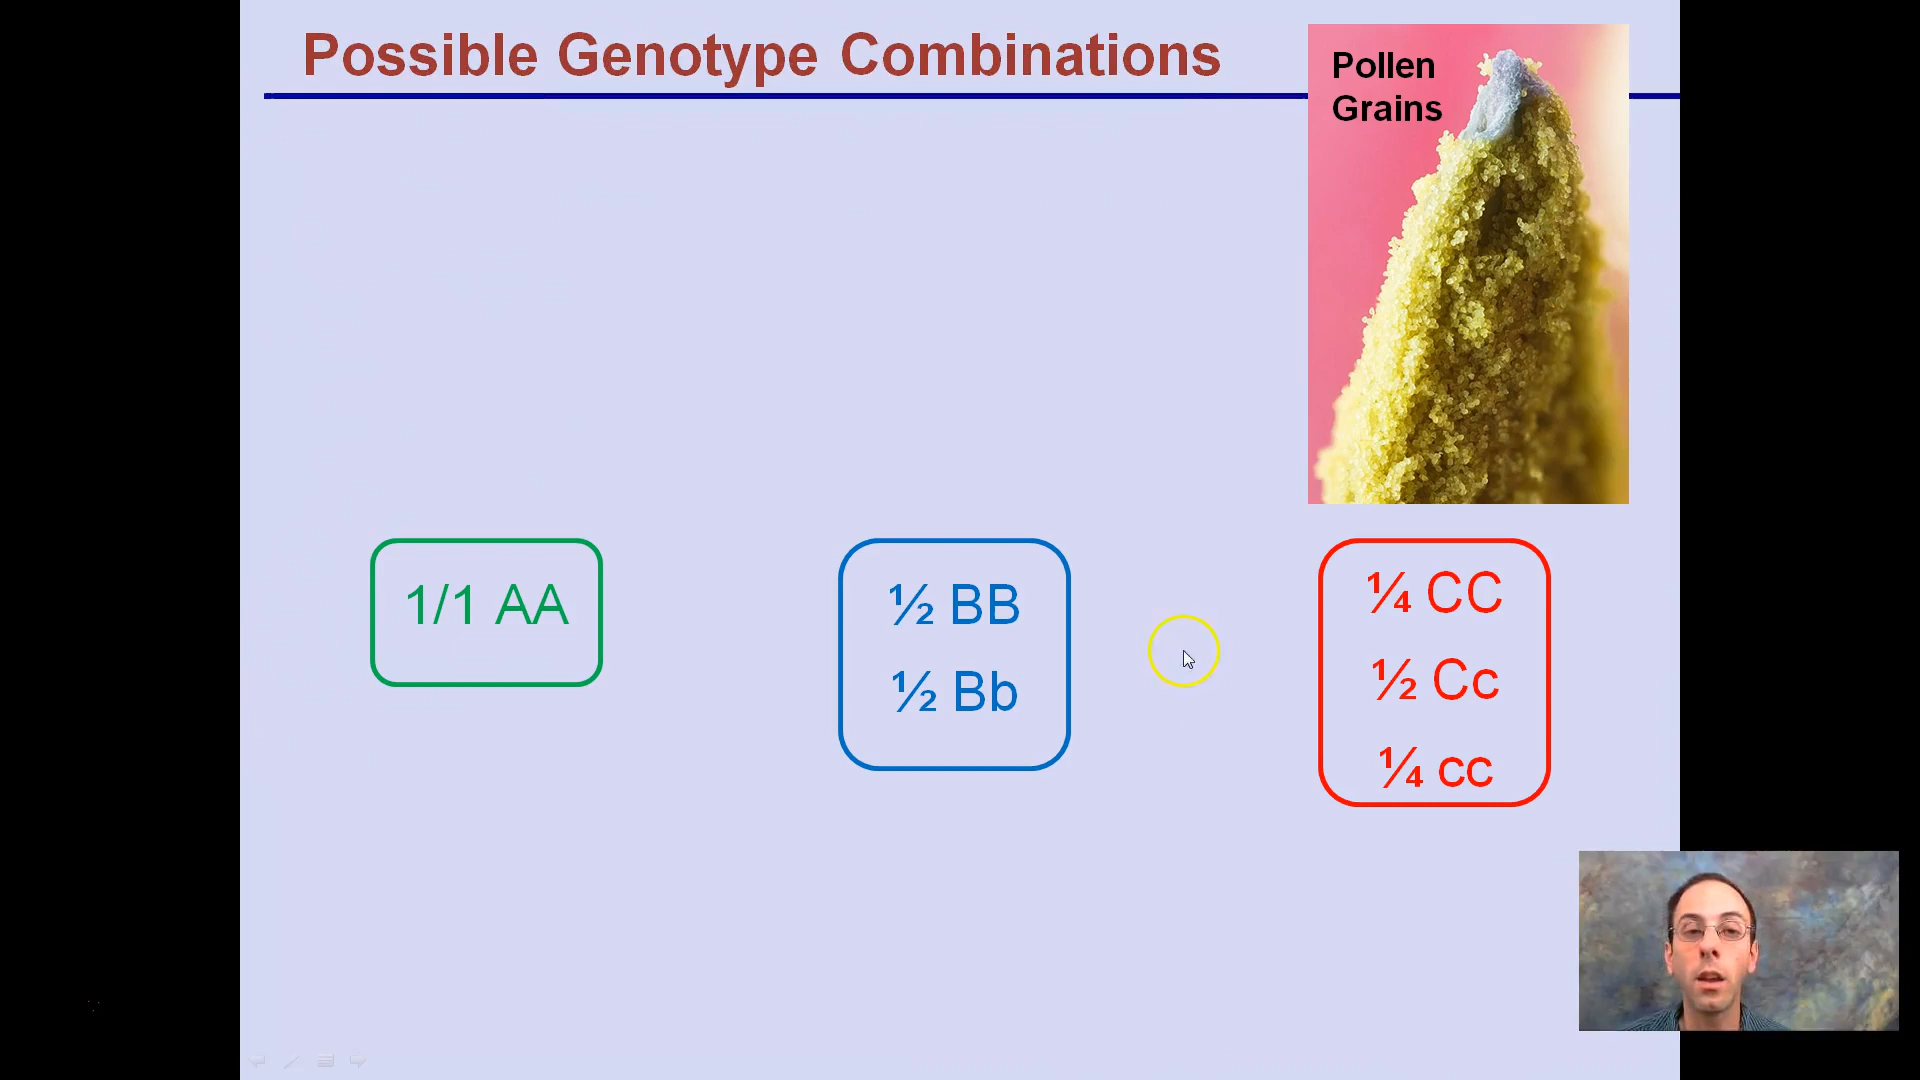 Possible Genotype Combinations
Pollen
Grains
1/1 AA
½ BB
½ Bb
¼ CC
½ Cc
¼ cc